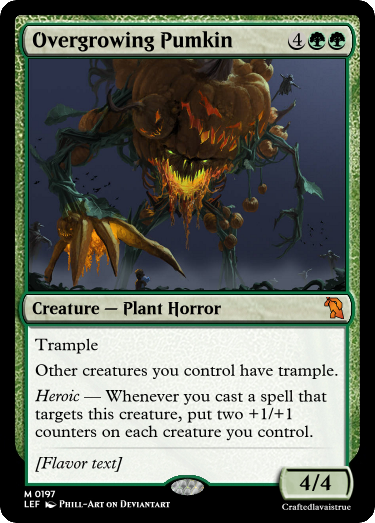 Overgrowing Pumkin 4
Creature — Plant Horror
Trample
Other creatures you control have trample.
Heroic — Whenever you cast a spell that
targets this creature, put two +1/+1
counters on each creature you control.
[Flavor text]
4/4
M 0197
LEF Phill-Art on Deviantart
Craftedlavaistrue